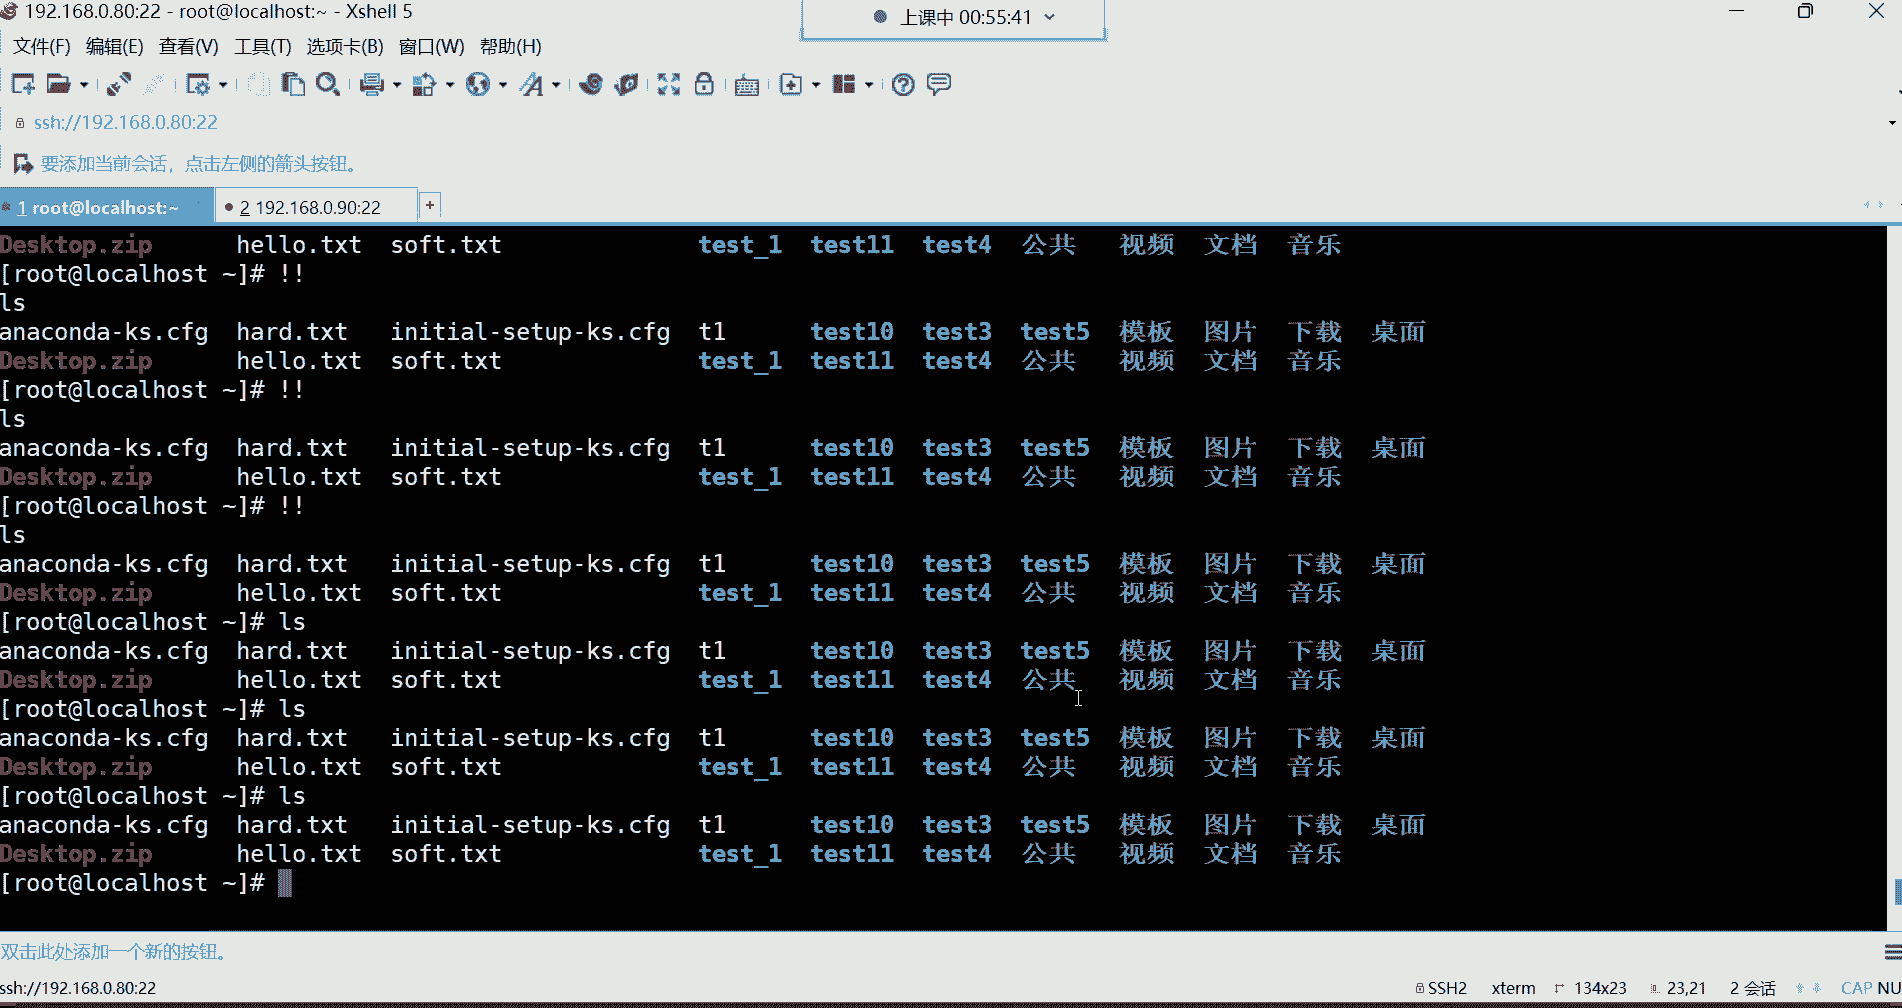 192.168.0.80:22 - root@localhost:~ - Xshell 5
上课中 00:55:41
文件(F) 编辑(E) 查看(V) 工具(T) 选项卡(B) 窗口(W) 帮助(H)
ssh://192.168.0.80:22
要添加当前会话，点击左侧的箭头按钮。
1 root@localhost:~ 2 192.168.0.90:22 +
Desktop.zip hello.txt soft.txt test_1 test11 test4 公共 视频 文档 音乐
[root@localhost ~]# !!
ls
anaconda-ks.cfg hard.txt initial-setup-ks.cfg t1 test10 test3 test5 模板 图片 下载 桌面
Desktop.zip hello.txt soft.txt test_1 test11 test4 公共 视频 文档 音乐
[root@localhost ~]# !!
ls
anaconda-ks.cfg hard.txt initial-setup-ks.cfg t1 test10 test3 test5 模板 图片 下载 桌面
Desktop.zip hello.txt soft.txt test_1 test11 test4 公共 视频 文档 音乐
[root@localhost ~]# !!
ls
anaconda-ks.cfg hard.txt initial-setup-ks.cfg t1 test10 test3 test5 模板 图片 下载 桌面
Desktop.zip hello.txt soft.txt test_1 test11 test4 公共 视频 文档 音乐
[root@localhost ~]# ls
anaconda-ks.cfg hard.txt initial-setup-ks.cfg t1 test10 test3 test5 模板 图片 下载 桌面
Desktop.zip hello.txt soft.txt test_1 test11 test4 公共 视频 文档 音乐
[root@localhost ~]# ls
anaconda-ks.cfg hard.txt initial-setup-ks.cfg t1 test10 test3 test5 模板 图片 下载 桌面
Desktop.zip hello.txt soft.txt test_1 test11 test4 公共 视频 文档 音乐
[root@localhost ~]# ls
anaconda-ks.cfg hard.txt initial-setup-ks.cfg t1 test10 test3 test5 模板 图片 下载 桌面
Desktop.zip hello.txt soft.txt test_1 test11 test4 公共 视频 文档 音乐
[root@localhost ~]#
双击此处添加一个新的按钮。
ssh://192.168.0.80:22 SSH2 xterm 134x23 23,21 2 会话 CAP NU